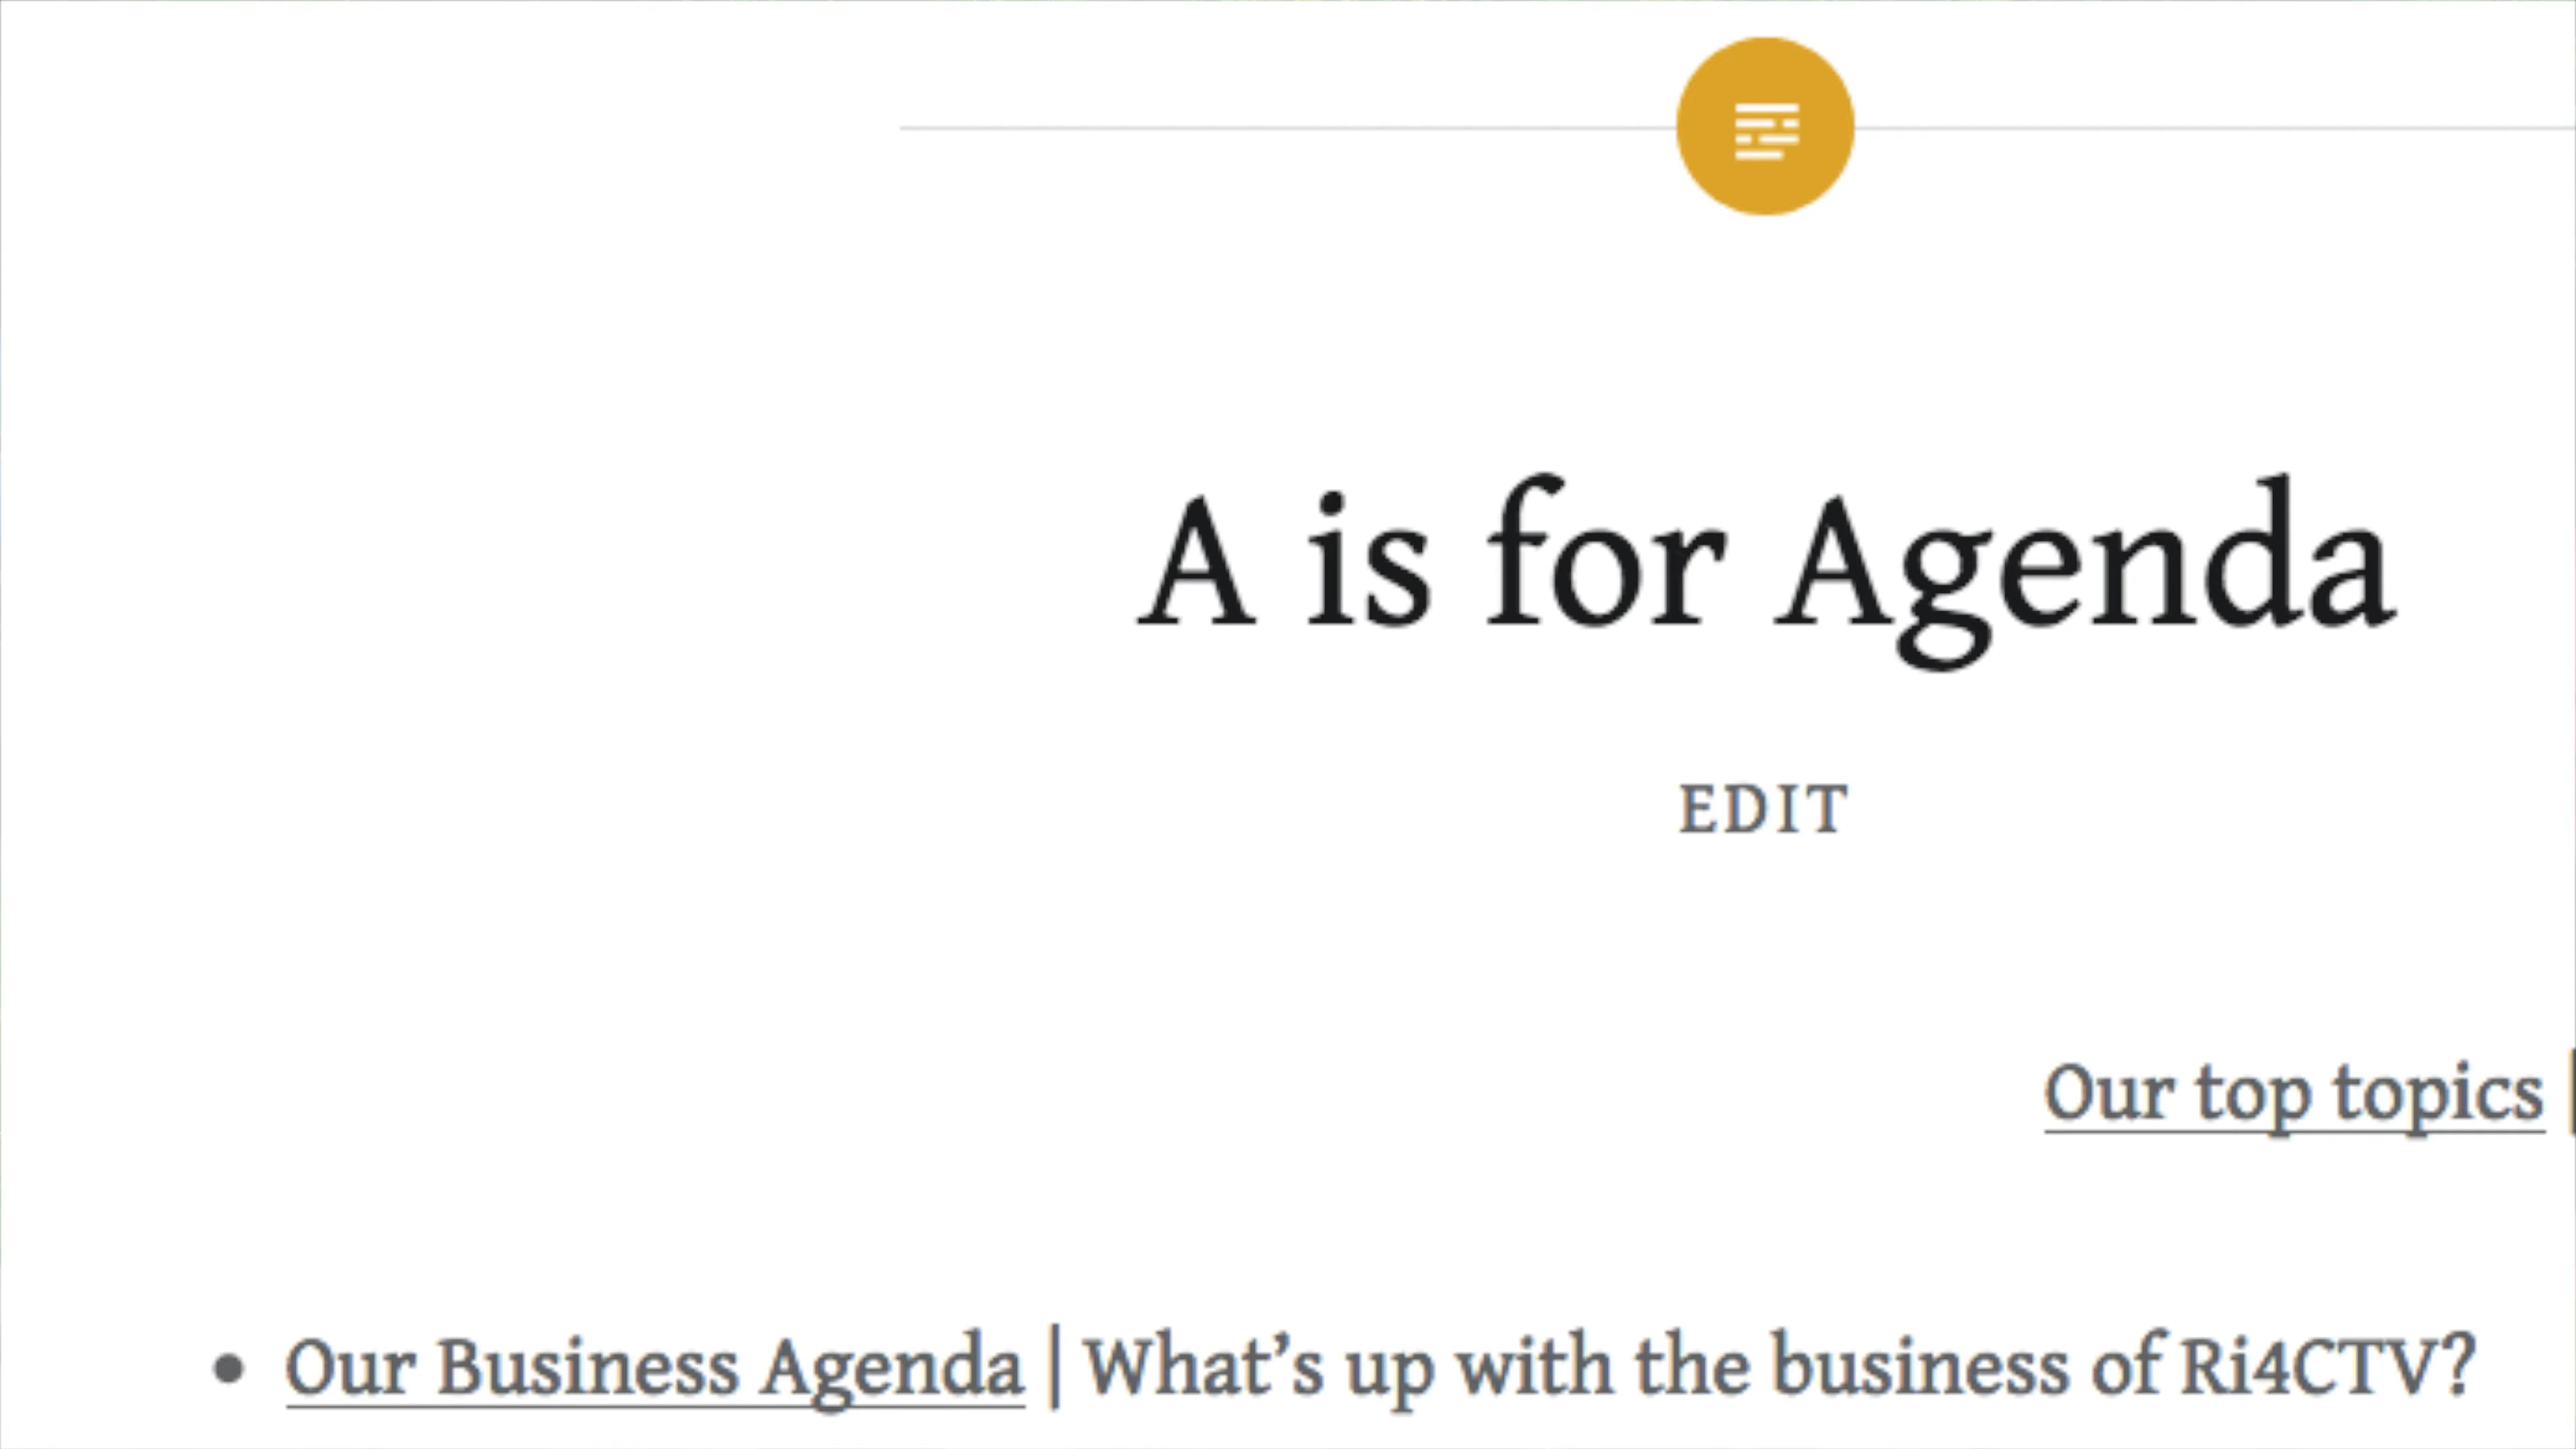 A is for Agenda
EDIT
Our top topics |
• Our Business Agenda | What’s up with the business of Ri4CTV?